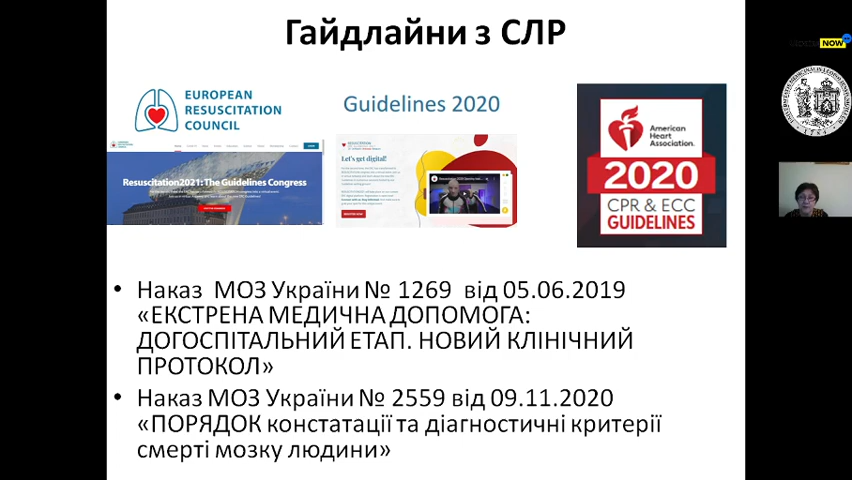 Гайдлайни з СЛР
NOW
EUROPEAN
RESUSCITATION
COUNCIL
Guidelines 2020
American
Heart
Association.
2020
CPR & ECC
GUIDELINES
Resuscitation2021: The Guidelines Congress
Let's get digital!
• Наказ МОЗ України № 1269 від 05.06.2019
«ЕКСТРЕНА МЕДИЧНА ДОПОМОГА:
ДОГОСПІТАЛЬНИЙ ЕТАП. НОВИЙ КЛІНІЧНИЙ
ПРОТОКОЛ»
• Наказ МОЗ України № 2559 від 09.11.2020
«ПОРЯДОК констатації та діагностичні критерії
смерті мозку людини»